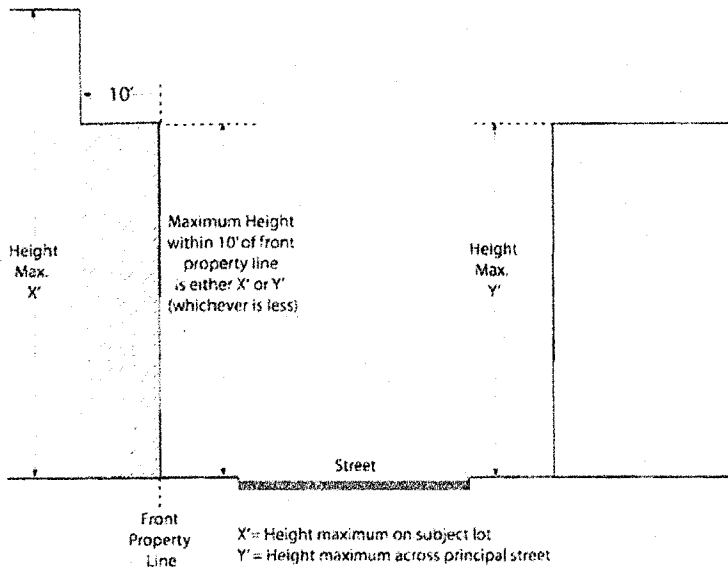 10'
Maximum Height
within 10' of front
property line
is either X' or Y'
(whichever is less)
Height
Max.
X'
Height
Max.
Y'
Street
Front
Property
Line
X'= Height maximum on subject lot
Y'= Height maximum across principal street